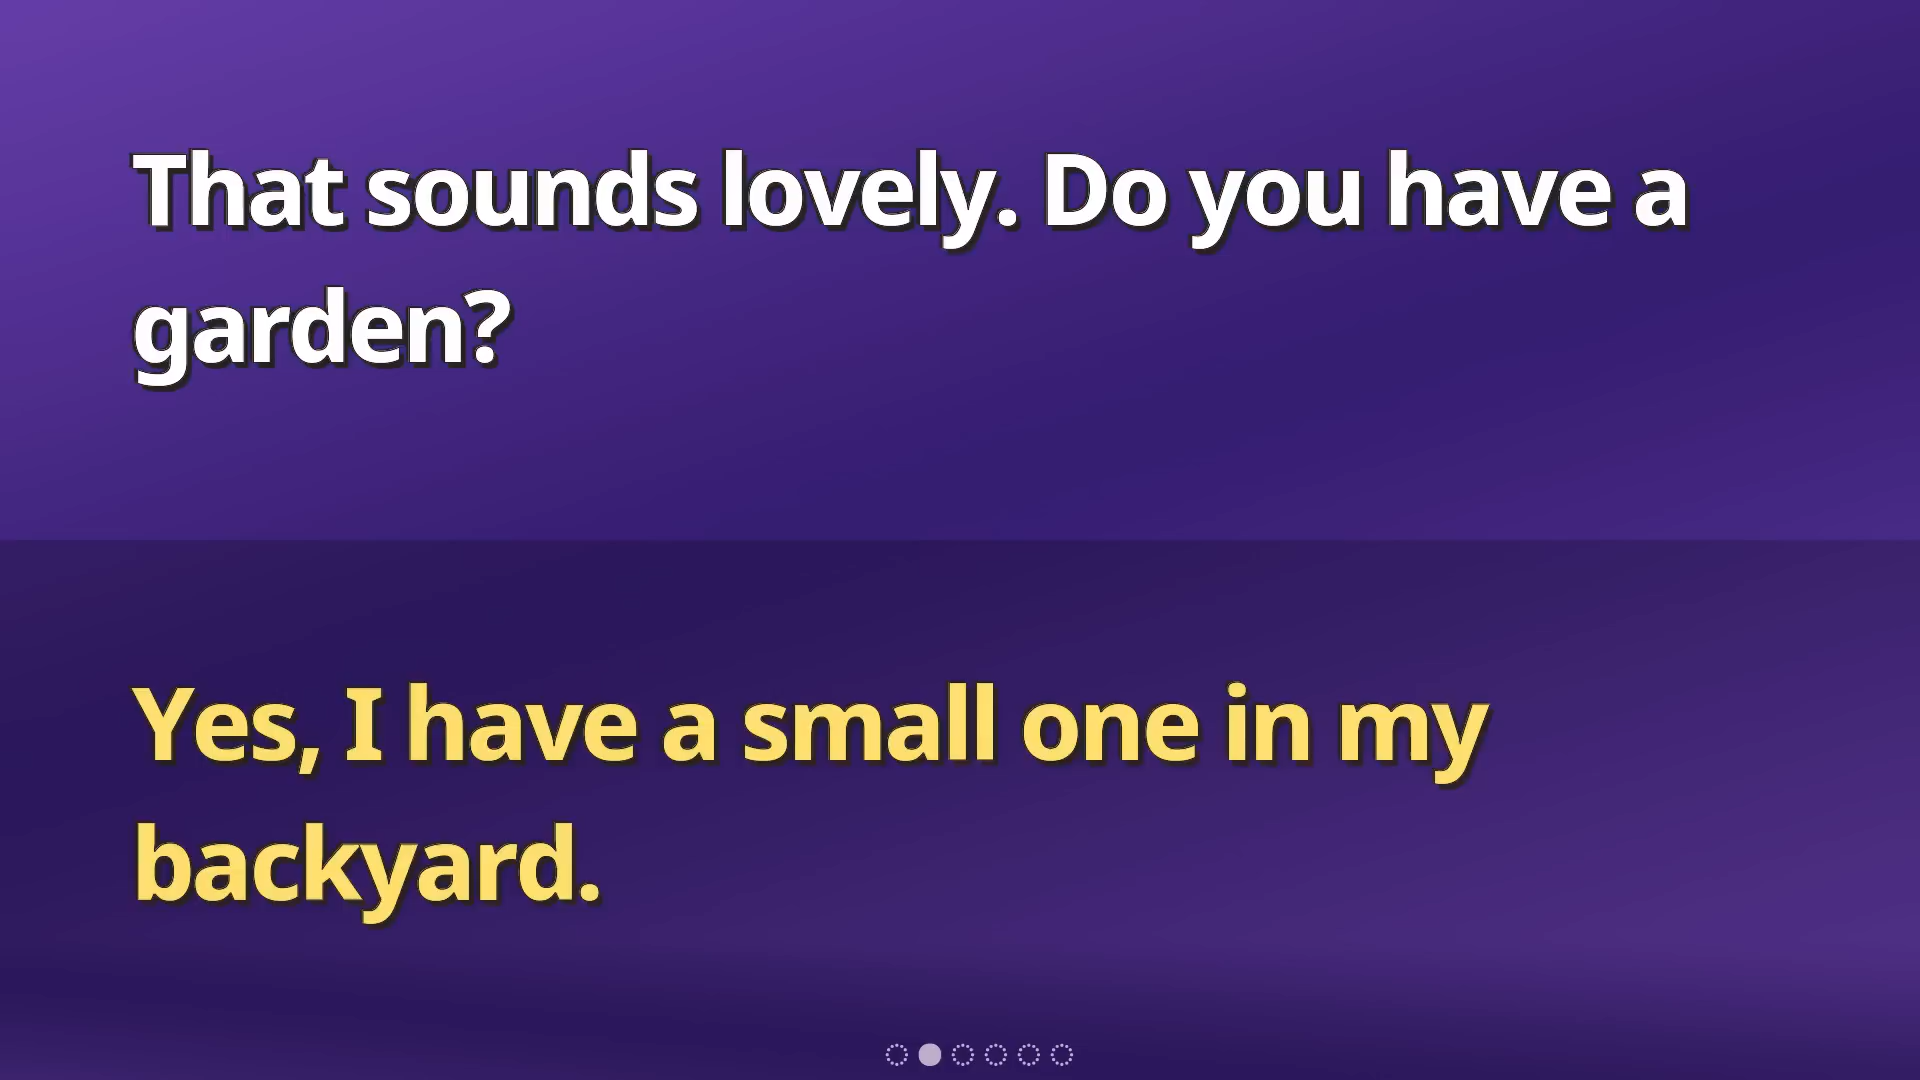 That sounds lovely. Do you have a
garden?
Yes, I have a small one in my
backyard.